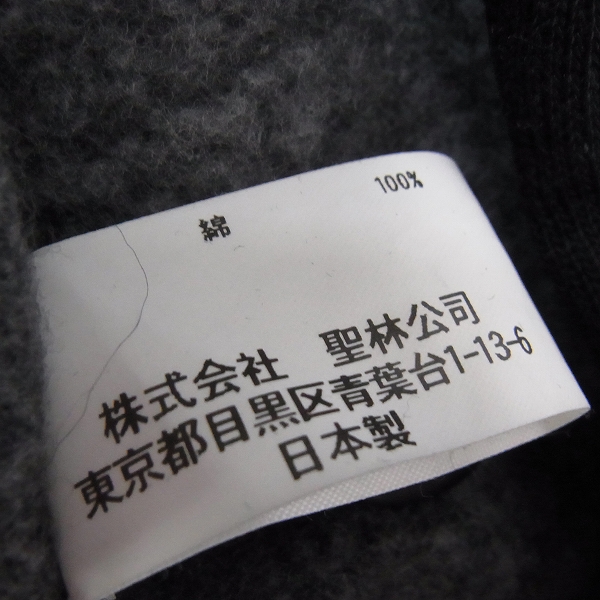 綿 100%
株式会社 聖林公司
東京都目黒区青葉台1-13-6
日本製